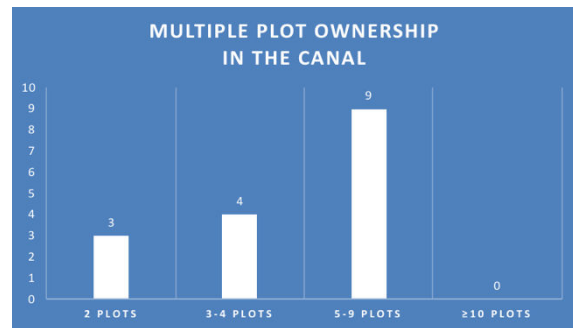 MULTIPLE PLOT OWNERSHIP
IN THE CANAL
10
9
8
7
6
5
4
3
2
1
0
3
4
9
0
2 PLOTS
3-4 PLOTS
5-9 PLOTS
≥10 PLOTS